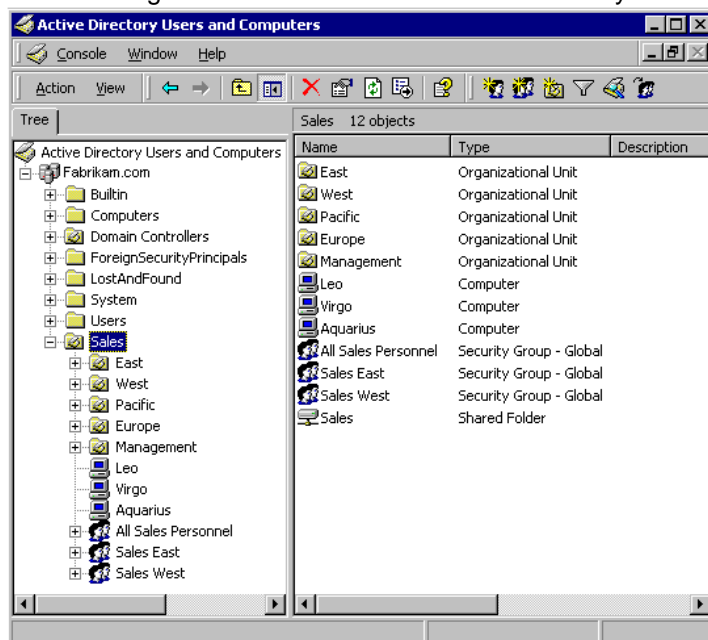 Active Directory Users and Computers
Console Window Help
Action View
Tree
Sales 12 objects
Active Directory Users and Computers
Fabrikam.com
Builtin
Computers
Domain Controllers
ForeignSecurityPrincipals
LostAndFound
System
Users
Sales
East
West
Pacific
Europe
Management
Leo
Virgo
Aquarius
All Sales Personnel
Sales East
Sales West
Name Type Description
East Organizational Unit
West Organizational Unit
Pacific Organizational Unit
Europe Organizational Unit
Management Organizational Unit
Leo Computer
Virgo Computer
Aquarius Computer
All Sales Personnel Security Group - Global
Sales East Security Group - Global
Sales West Security Group - Global
Sales Shared Folder